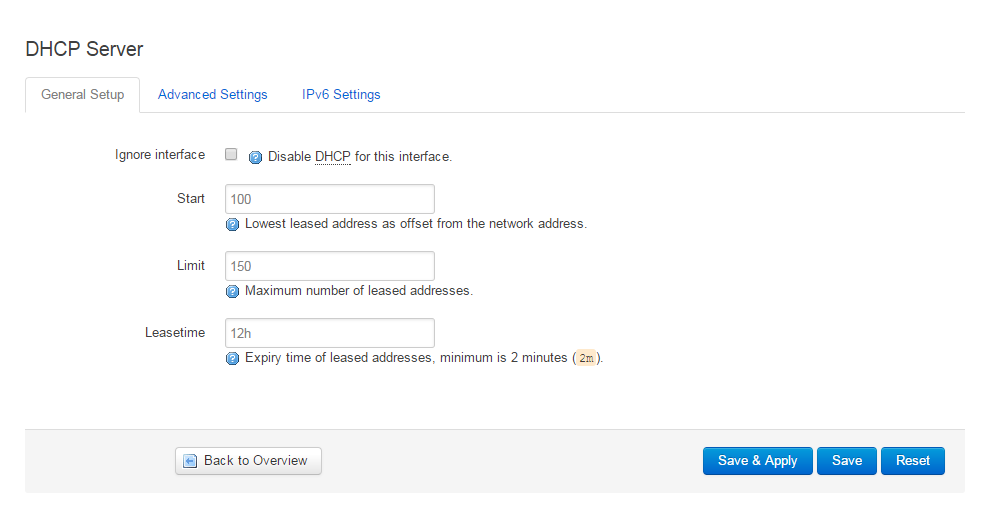 DHCP Server
General Setup Advanced Settings IPv6 Settings
Ignore interface Disable DHCP for this interface.
Start 100
Lowest leased address as offset from the network address.
Limit 150
Maximum number of leased addresses.
Leasetime 12h
Expiry time of leased addresses, minimum is 2 minutes (2m).
Back to Overview Save & Apply Save Reset